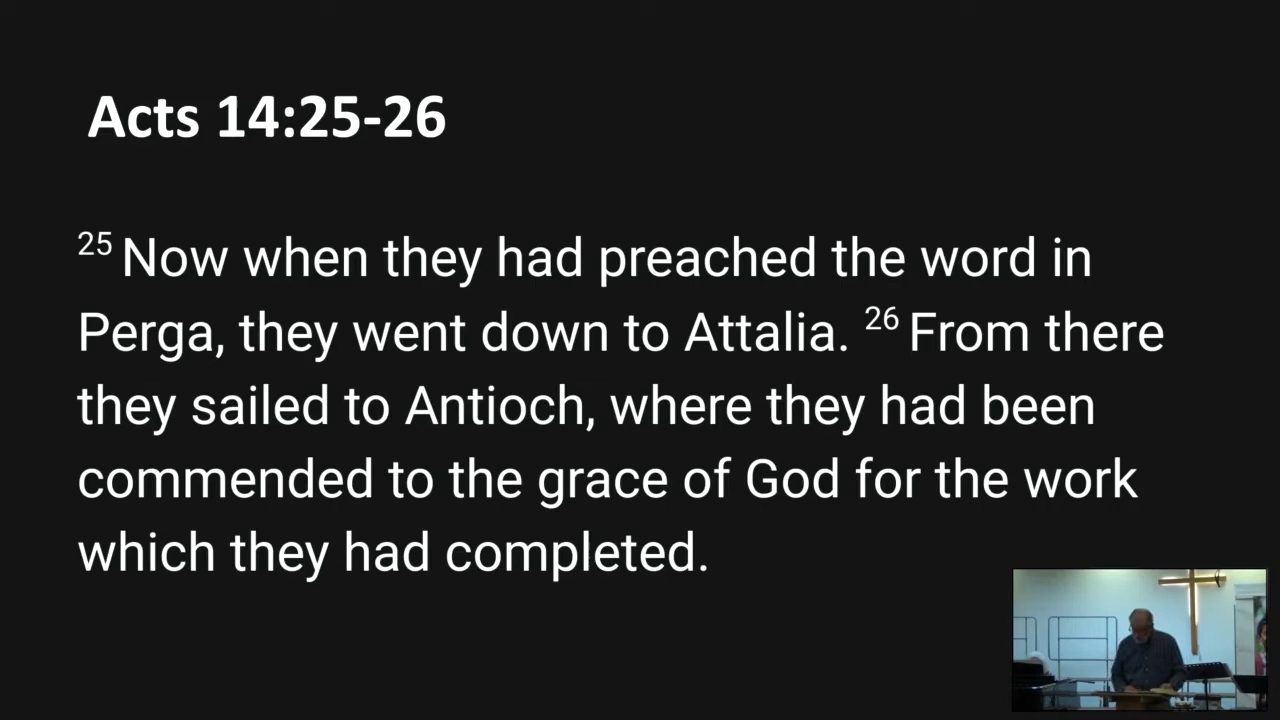 Acts 14:25-26
25 Now when they had preached the word in
Perga, they went down to Attalia. 26 From there
they sailed to Antioch, where they had been
commended to the grace of God for the work
which they had completed.